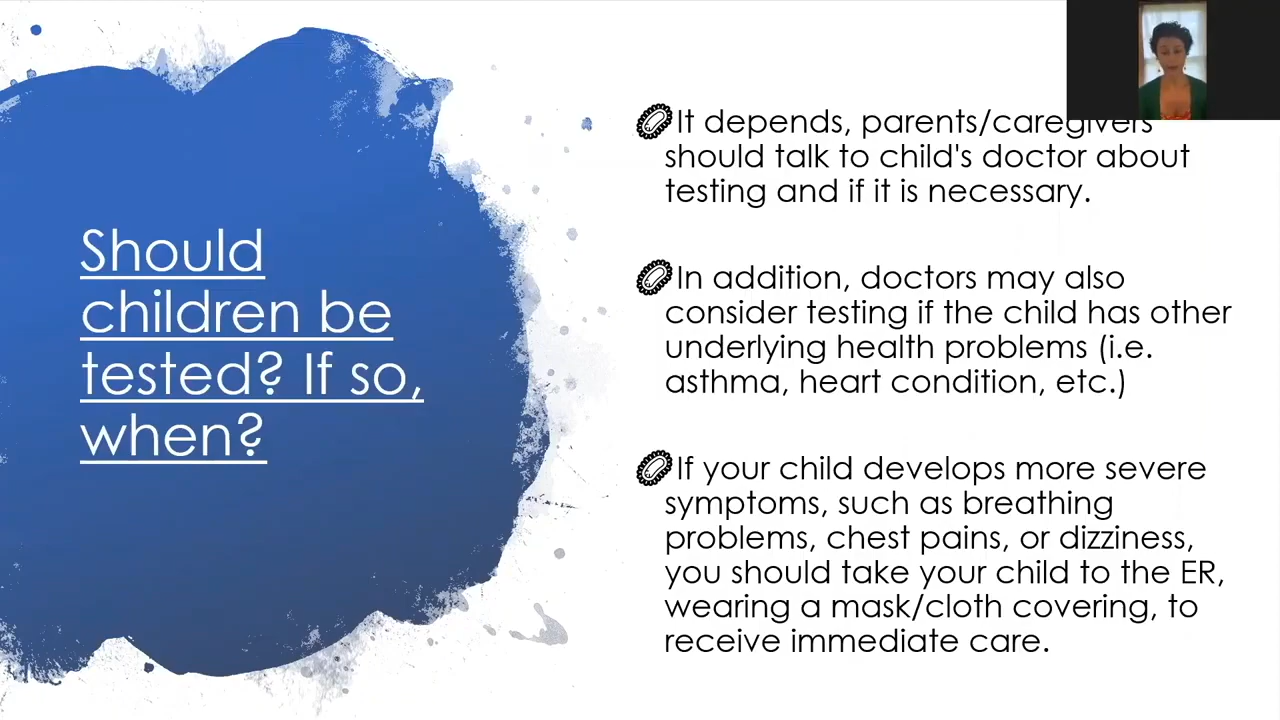 Should
children be
tested? If so,
when?
It depends, parents/caregivers
should talk to child's doctor about
testing and if it is necessary.
In addition, doctors may also
consider testing if the child has other
underlying health problems (i.e.
asthma, heart condition, etc.)
If your child develops more severe
symptoms, such as breathing
problems, chest pains, or dizziness,
you should take your child to the ER,
wearing a mask/cloth covering, to
receive immediate care.